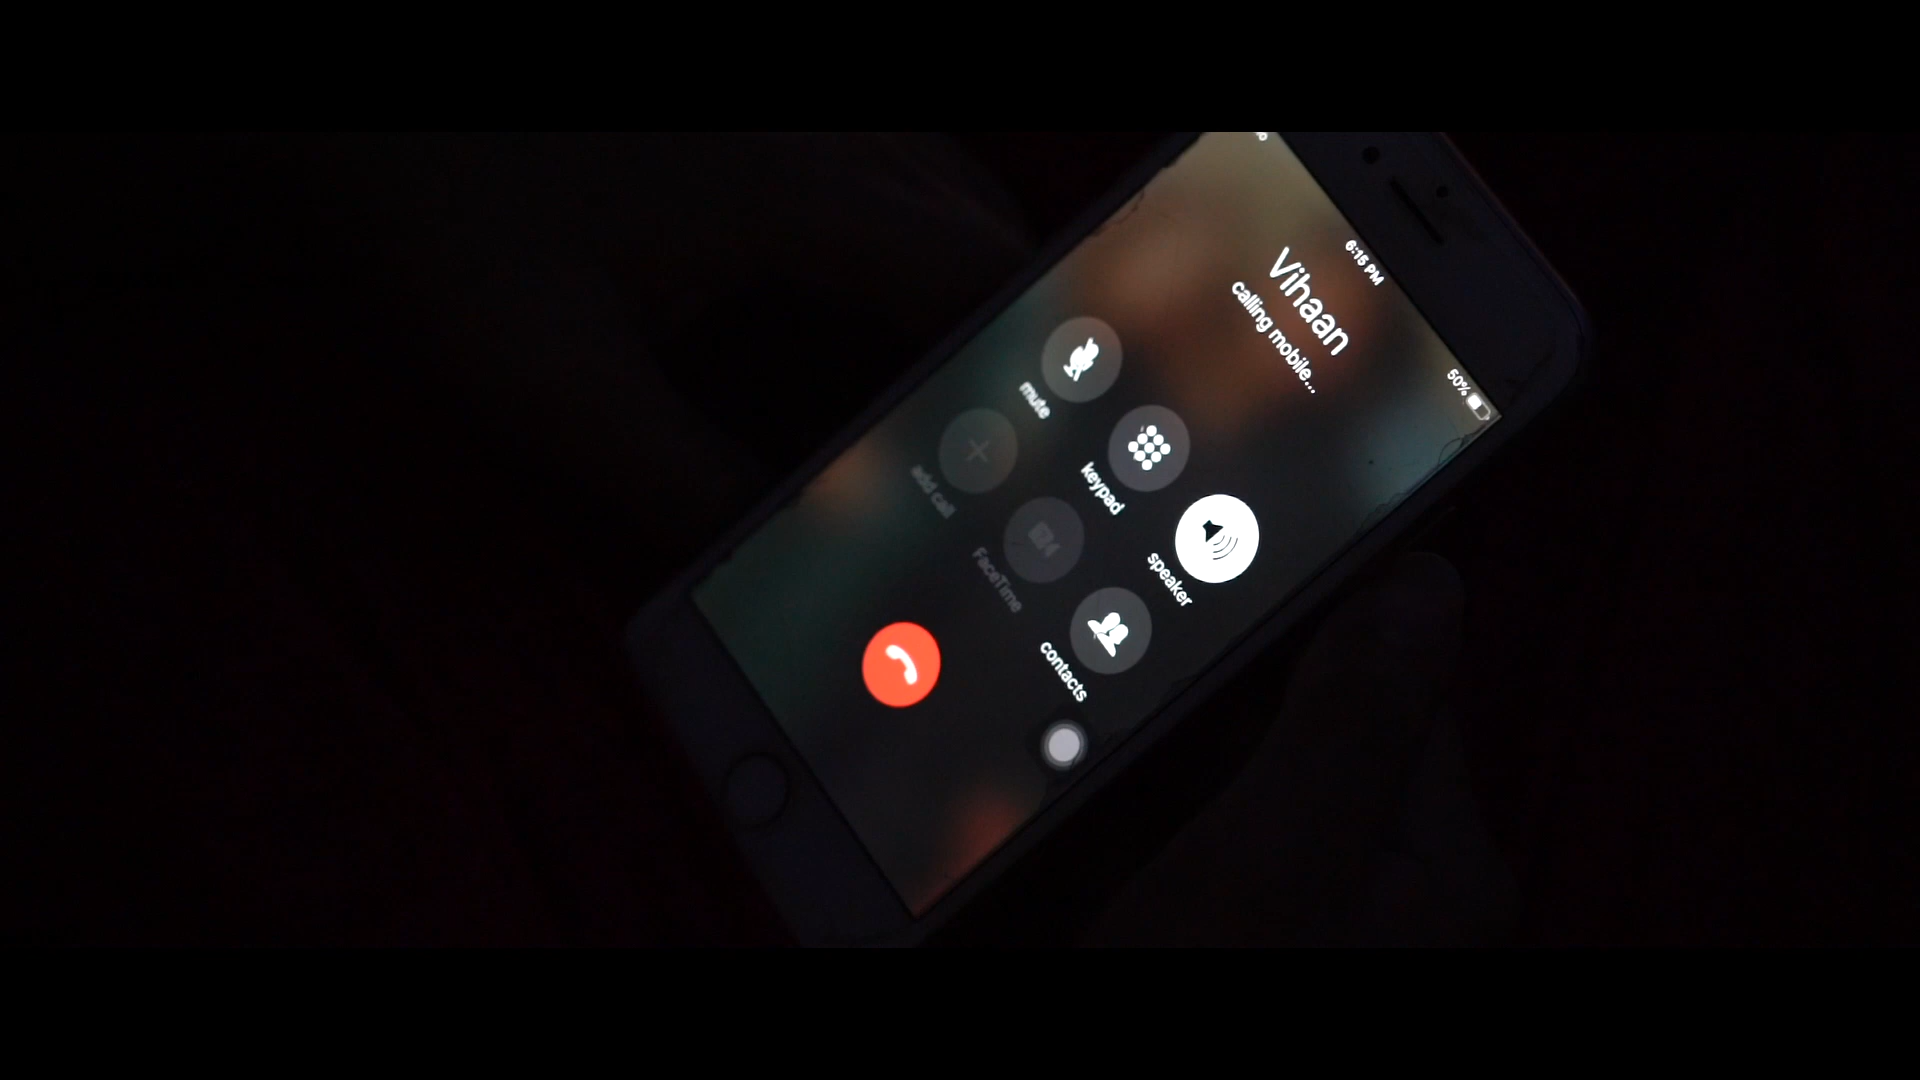 6:15 PM
50%
Vihaan
calling mobile...
mute
keypad
speaker
add call
FaceTime
contacts